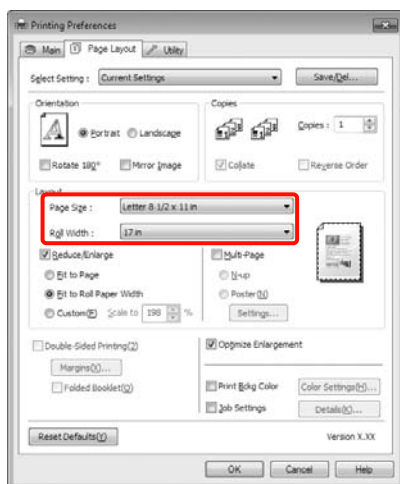 Printing Preferences
Main Page Layout Utility
Select Setting : Current Settings Save/Del...
Orientation Copies
A Portrait Landscape Copies : 1
Rotate 180° Mirror Image Collate Reverse Order
Layout
Page Size : Letter 8 1/2 x 11 in
Roll Width : 17 in
Reduce/Enlarge Multi-Page
Fit to Page N-up
Fit to Roll Paper Width Poster(N)
Custom(F) Scale to 198 % Settings...
Double-Sided Printing(2) Optimize Enlargement
Margins(X)...
Folded Booklet(Q) Print Bckg Color Color Settings(H)...
Job Settings Details(K)...
Reset Defaults(Y) Version X.XX
OK Cancel Help